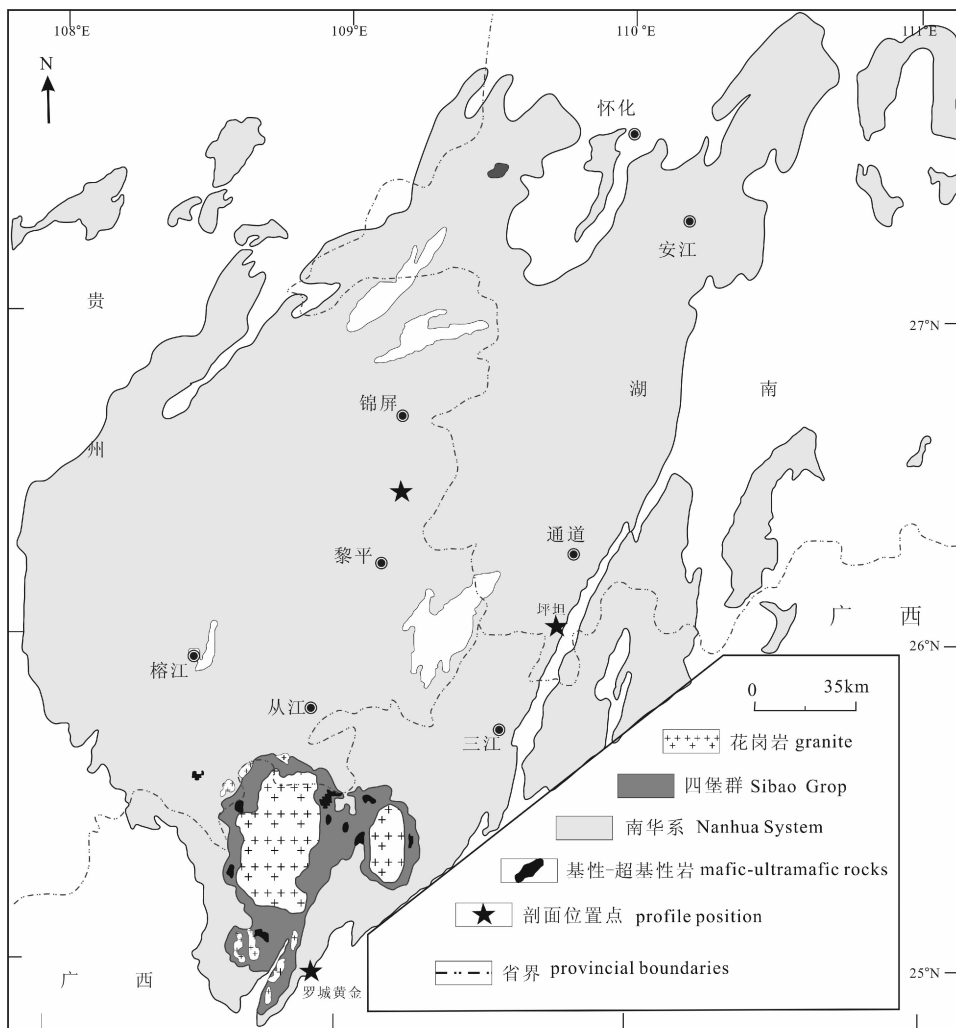 108°E
109°E
110°E
111°E
N
怀化
安江
贵
27°N
湖
南
锦屏
州
通道
黎平
坪坦
广 西
26°N
榕江
0 35km
从江
三江
花岗岩 granite
四堡群 Sibao Grop
南华系 Nanhua System
基性-超基性岩 mafic-ultramafic rocks
剖面位置点 profile position
省界 provincial boundaries
广 西
25°N
罗城黄金